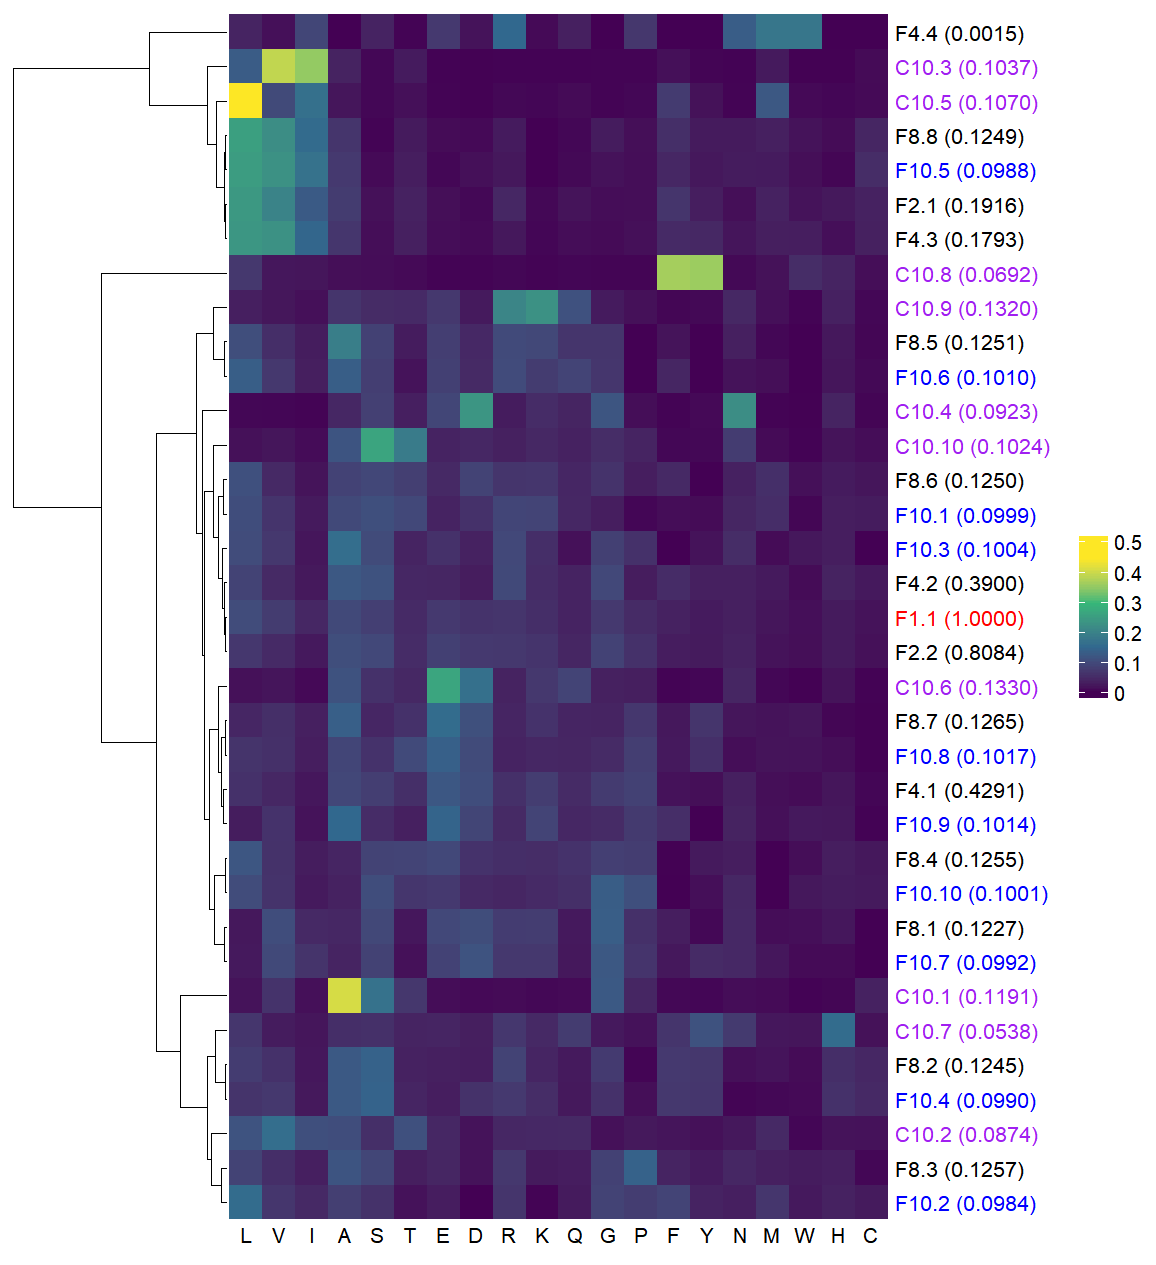 F4.4 (0.0015)
C10.3 (0.1037)
C10.5 (0.1070)
F8.8 (0.1249)
F10.5 (0.0988)
F2.1 (0.1916)
F4.3 (0.1793)
C10.8 (0.0692)
C10.9 (0.1320)
F8.5 (0.1251)
F10.6 (0.1010)
C10.4 (0.0923)
C10.10 (0.1024)
F8.6 (0.1250)
F10.1 (0.0999)
F10.3 (0.1004)
F4.2 (0.3900)
F1.1 (1.0000)
F2.2 (0.8084)
C10.6 (0.1330)
F8.7 (0.1265)
F10.8 (0.1017)
F4.1 (0.4291)
F10.9 (0.1014)
F8.4 (0.1255)
F10.10 (0.1001)
F8.1 (0.1227)
F10.7 (0.0992)
C10.1 (0.1191)
C10.7 (0.0538)
F8.2 (0.1245)
F10.4 (0.0990)
C10.2 (0.0874)
F8.3 (0.1257)
F10.2 (0.0984)
L V I A S T E D R K Q G P F Y N M W H C
0.5
0.4
0.3
0.2
0.1
0